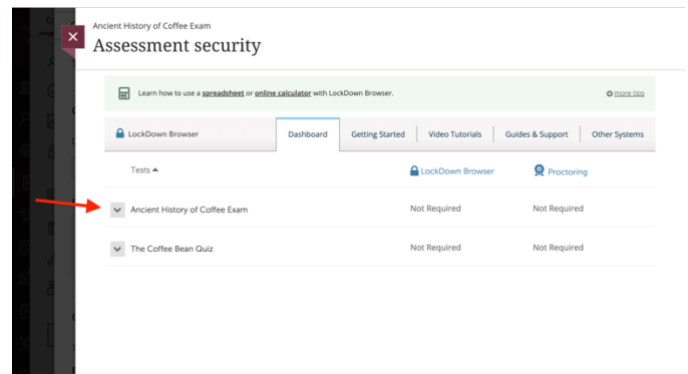 Ancient History of Coffee Exam
Assessment security
Learn how to use a spreadsheet or online calculator with LockDown Browser.
more tips
LockDown Browser
Dashboard
Getting Started
Video Tutorials
Guides & Support
Other Systems
Tests
LockDown Browser
Proctoring
Ancient History of Coffee Exam
Not Required
Not Required
The Coffee Bean Quiz
Not Required
Not Required